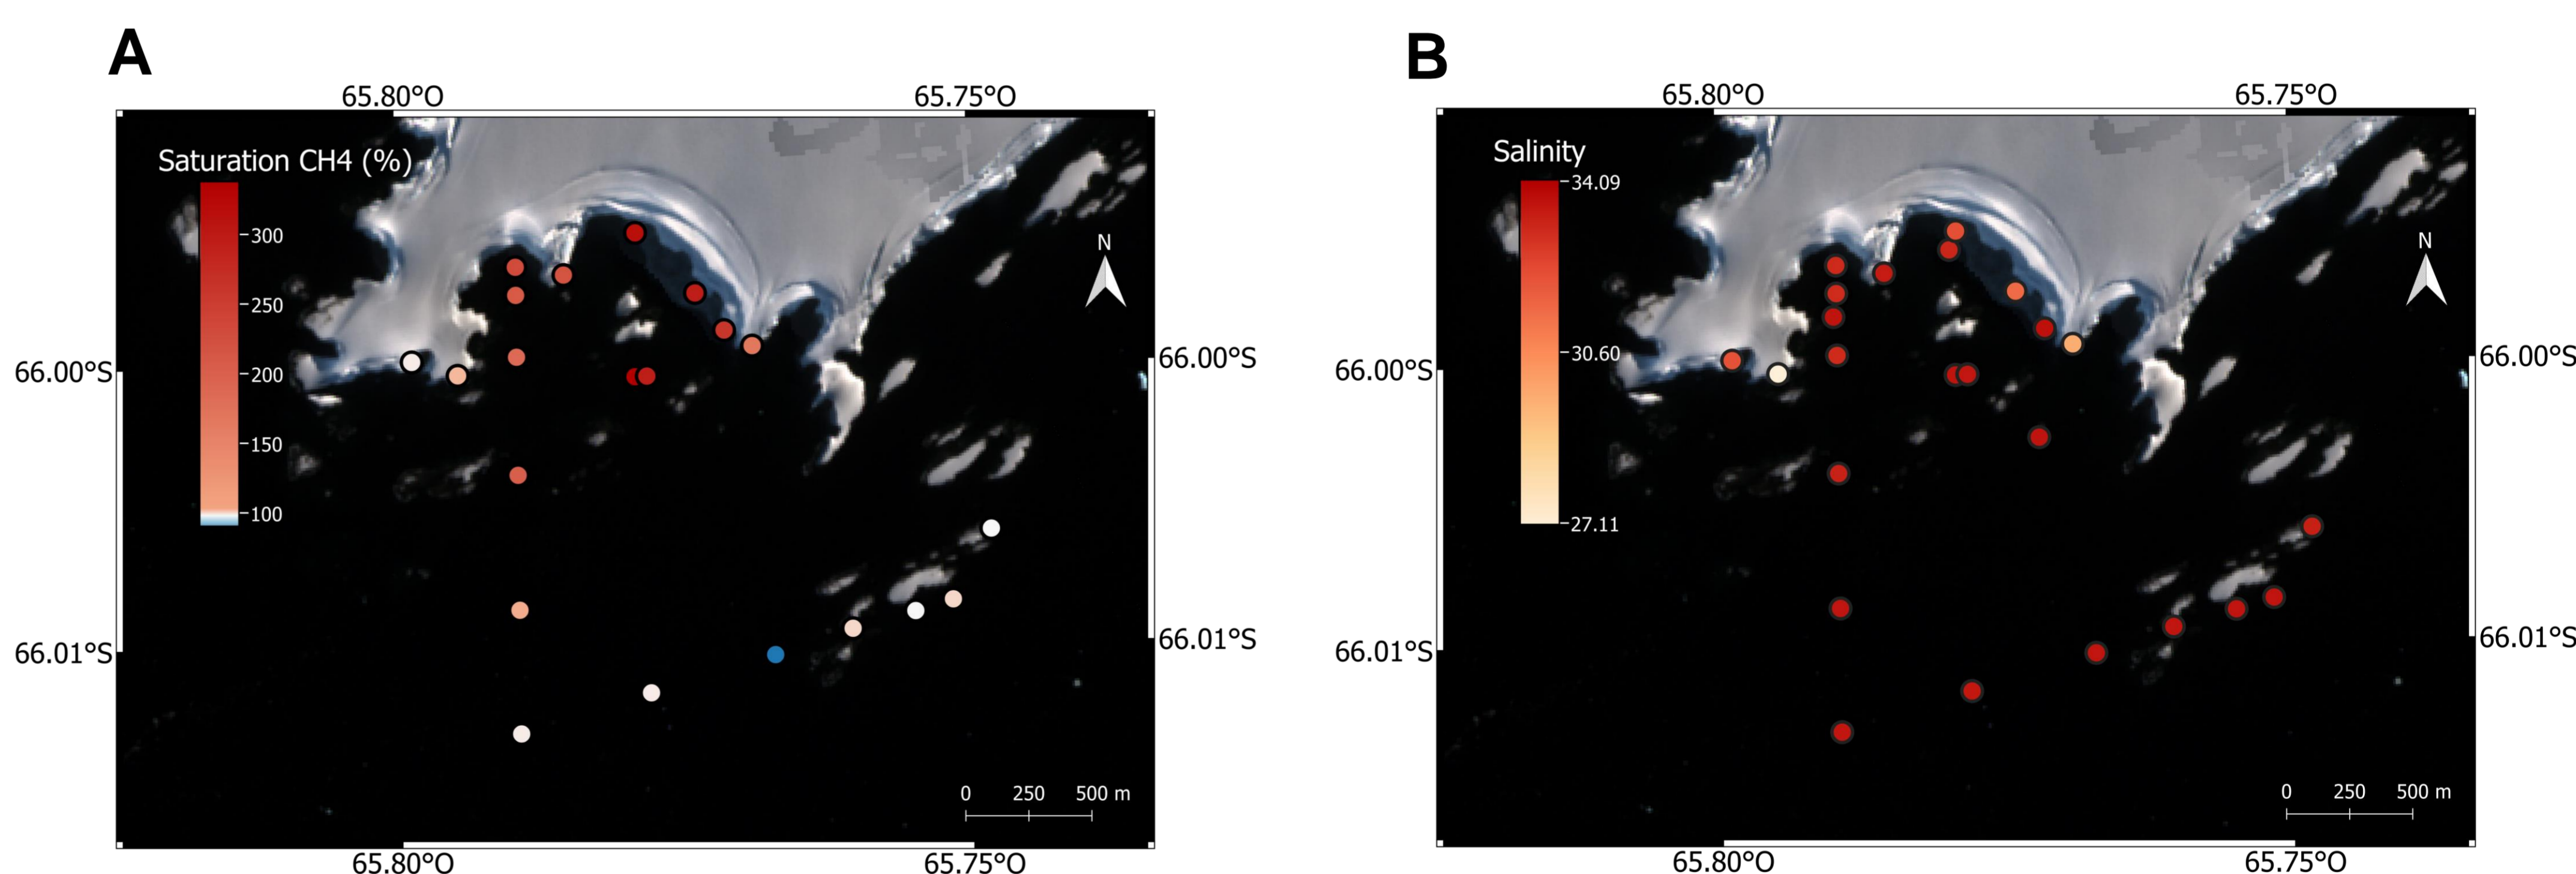 A
65.80°O 65.75°O
Saturation CH4 (%)
300
250
200
150
100
N
66.00°S 66.00°S
66.01°S 66.01°S
0 250 500 m
65.80°O 65.75°O
B
65.80°O 65.75°O
Salinity
34.09
30.60
27.11
N
66.00°S 66.00°S
66.01°S 66.01°S
0 250 500 m
65.80°O 65.75°O